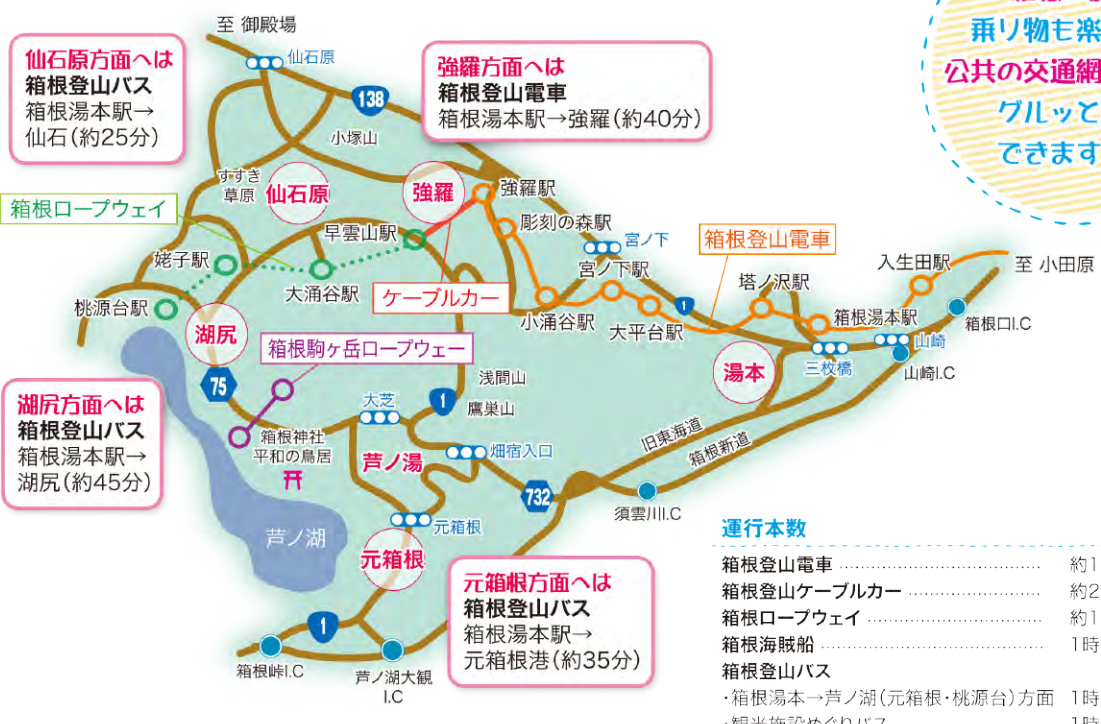 至 御殿場
仙石原方面へは
箱根登山バス
箱根湯本駅→
仙石(約25分)
仙石原
138
小塚山
強羅方面へは
箱根登山電車
箱根湯本駅→強羅(約40分)
乗り物も楽
公共の交通網
グルッと
できます
すすき
草原
仙石原
強羅
強羅駅
箱根ロープウェイ
早雲山駅
彫刻の森駅
宮ノ下
箱根登山電車
姥子駅
大涌谷駅
ケーブルカー
宮ノ下駅
塔ノ沢駅
入生田駅
至 小田原
桃源台駅
小涌谷駅
大平台駅
1
箱根湯本駅
箱根口I.C
湖尻
箱根駒ヶ岳ロープウェー
湯本
三枚橋
山崎
山崎I.C
75
浅間山
鷹巣山
1
大芝
湖尻方面へは
箱根登山バス
箱根湯本駅→
湖尻(約45分)
箱根神社
平和の鳥居
芦ノ湯
畑宿入口
旧東海道
箱根新道
732
須雲川I.C
芦ノ湖
元箱根
元箱根
元箱根方面へは
箱根登山バス
箱根湯本駅→
元箱根港(約35分)
1
箱根峠I.C
芦ノ湖大観
I.C
運行本数
箱根登山電車 約1
箱根登山ケーブルカー 約2
箱根ロープウェイ 約1
箱根海賊船 1時
箱根登山バス
・箱根湯本→芦ノ湖(元箱根・桃源台)方面 1時
・観光施設めぐりバス 1時